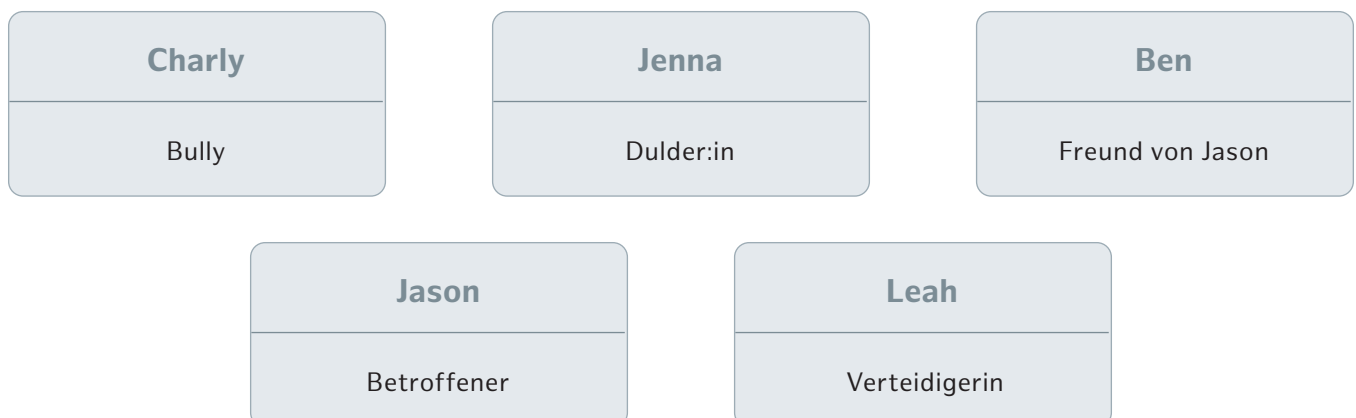 Charly
Bully
Jenna
Dulder:in
Ben
Freund von Jason
Jason
Betroffener
Leah
Verteidigerin